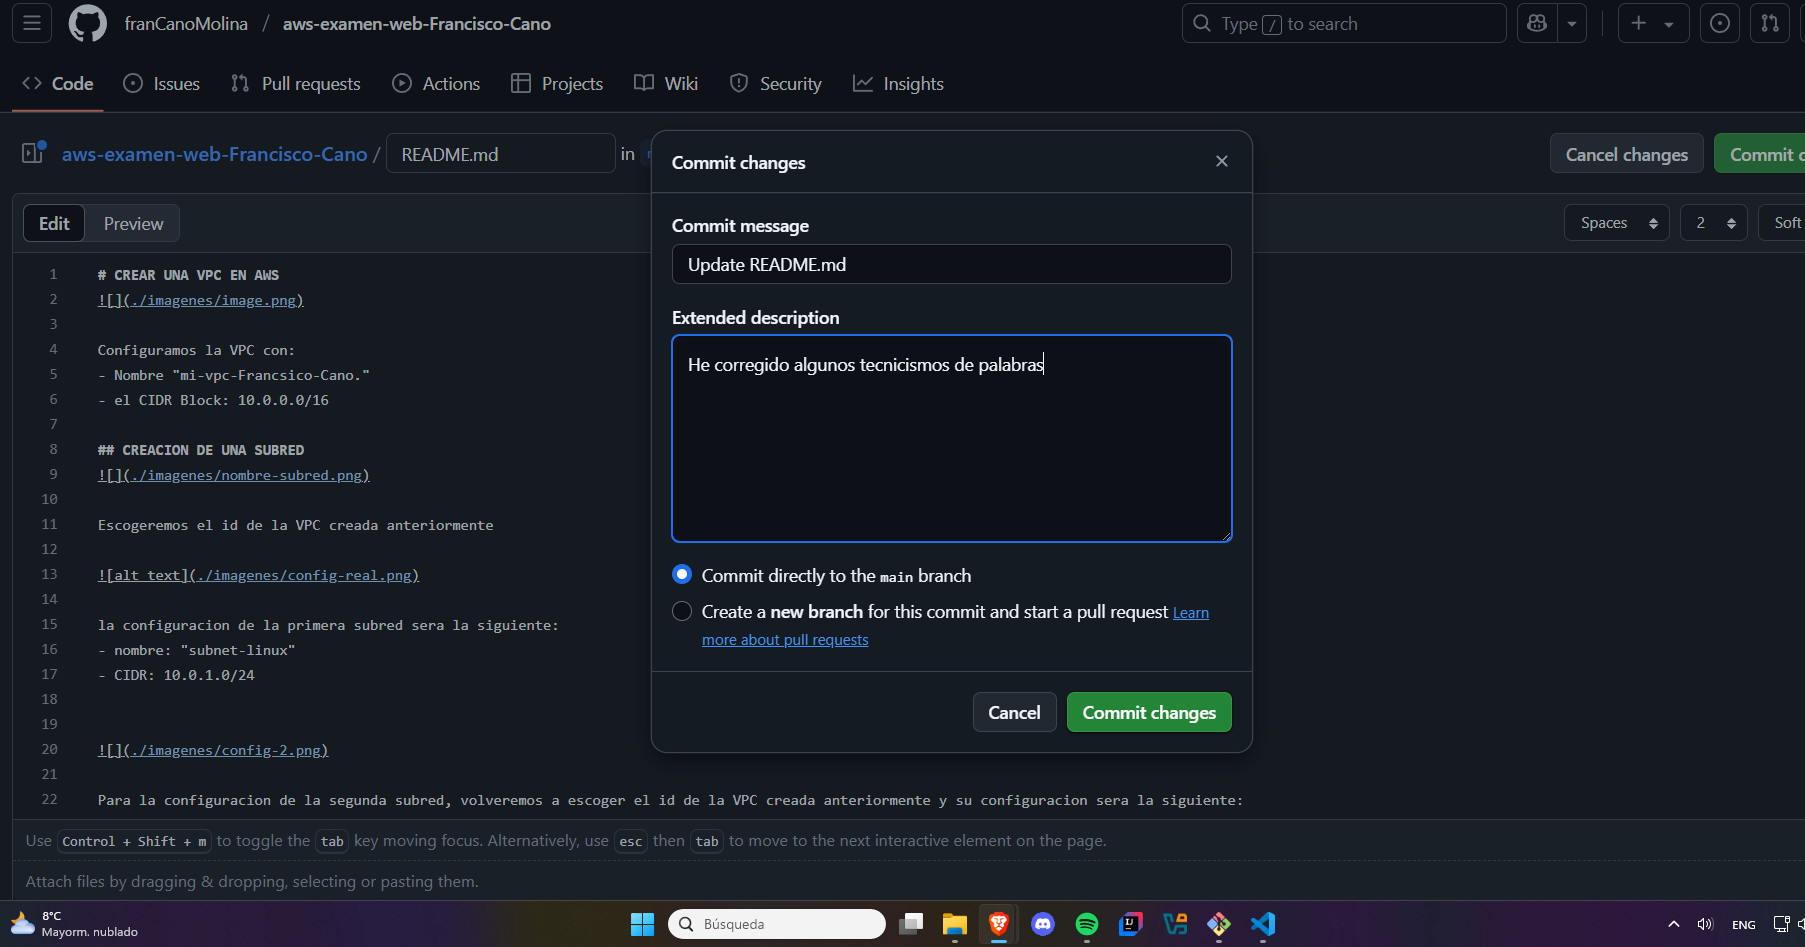 franCanoMolina / aws-examen-web-Francisco-Cano
Type / to search
Code Issues Pull requests Actions Projects Wiki Security Insights
aws-examen-web-Francisco-Cano / README.md in
Cancel changes
Commit c
Edit Preview
Spaces 2 Soft
1 # CREAR UNA VPC EN AWS
2 ![](./imagenes/image.png)
3
4 Configuramos la VPC con:
5 - Nombre "mi-vpc-Francsico-Cano."
6 - el CIDR Block: 10.0.0.0/16
7
8 ## CREACION DE UNA SUBRED
9 ![](./imagenes/nombre-subred.png)
10
11 Escogeremos el id de la VPC creada anteriormente
12
13 ![alt text](./imagenes/config-real.png)
14
15 la configuracion de la primera subred sera la siguiente:
16 - nombre: "subnet-linux"
17 - CIDR: 10.0.1.0/24
18
19
20 ![](./imagenes/config-2.png)
21
22 Para la configuracion de la segunda subred, volveremos a escoger el id de la VPC creada anteriormente y su configuracion sera la siguiente:
Commit changes
Commit message
Update README.md
Extended description
He corregido algunos tecnicismos de palabras
Commit directly to the main branch
Create a new branch for this commit and start a pull request Learn
more about pull requests
Cancel
Commit changes
Use Control + Shift + m to toggle the tab key moving focus. Alternatively, use esc then tab to move to the next interactive element on the page.
Attach files by dragging & dropping, selecting or pasting them.
8°C
Mayorm. nublado
Búsqueda
ENG